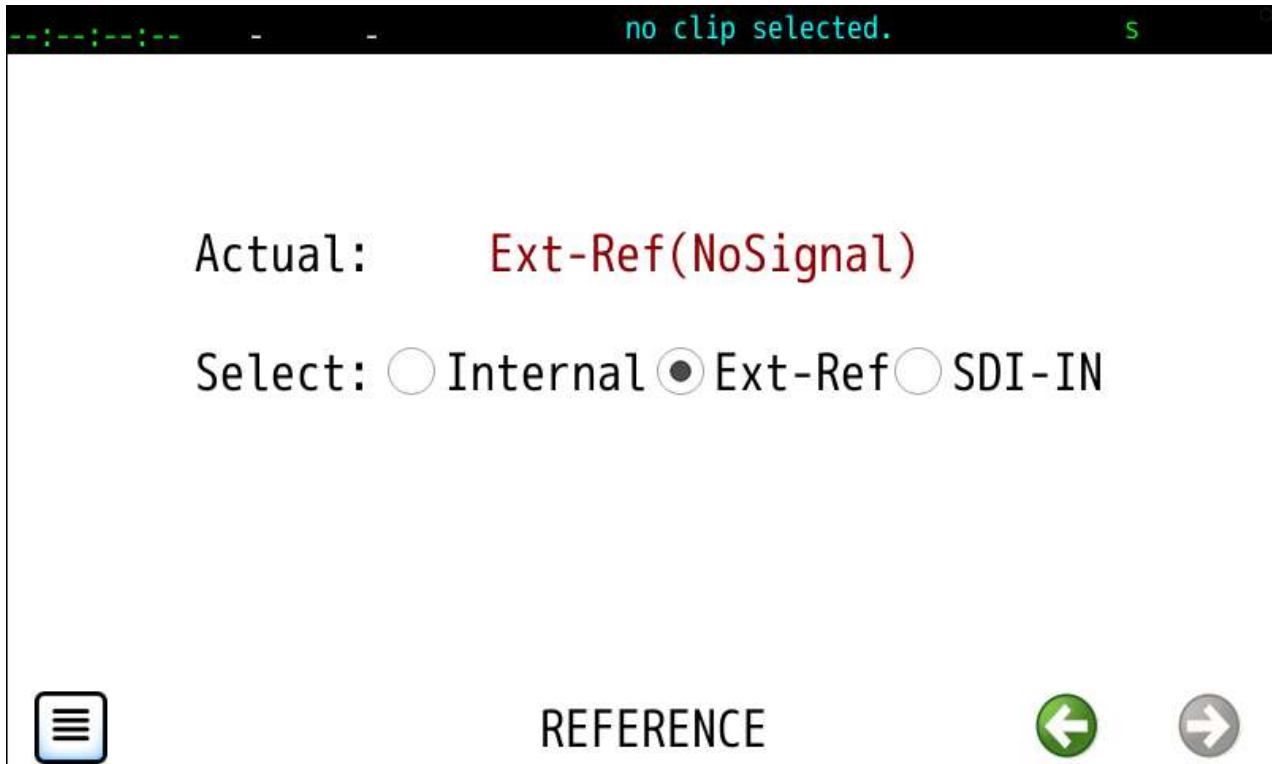 --:--:--:-- - - no clip selected. S
Actual: Ext-Ref(NoSignal)
Select: Internal Ext-Ref SDI-IN
REFERENCE